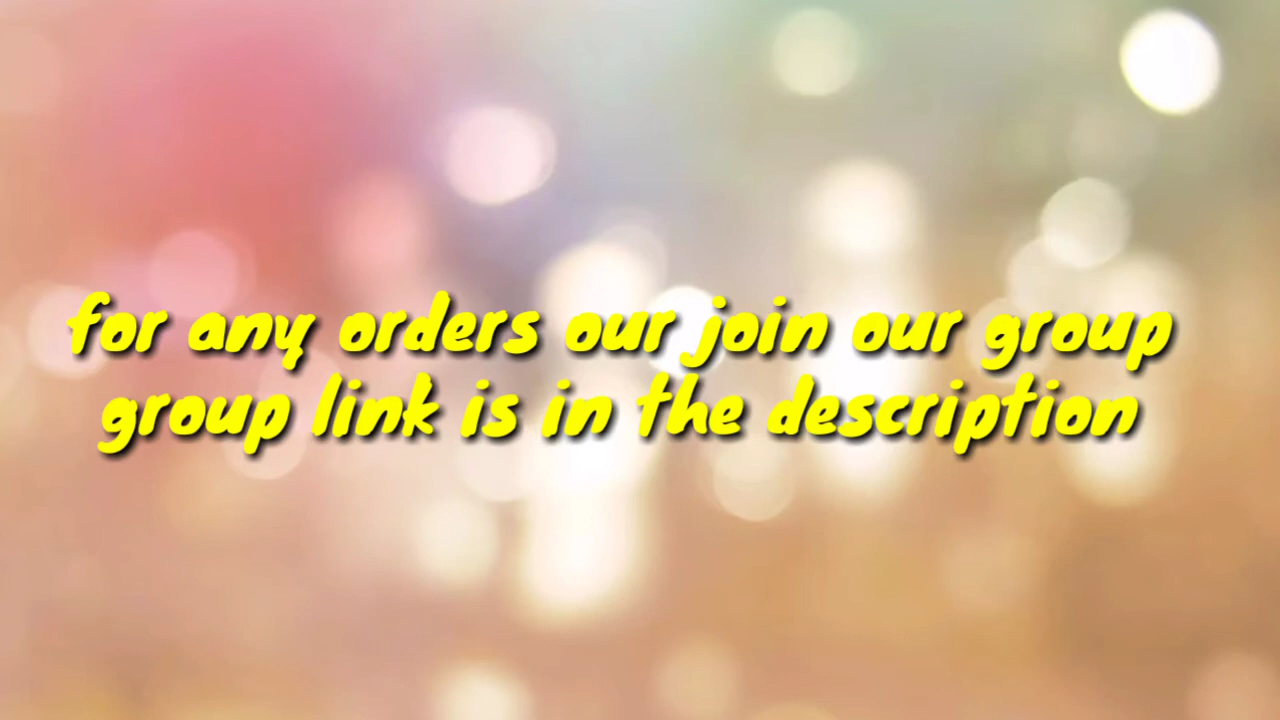 for any orders our join our group
group link is in the description